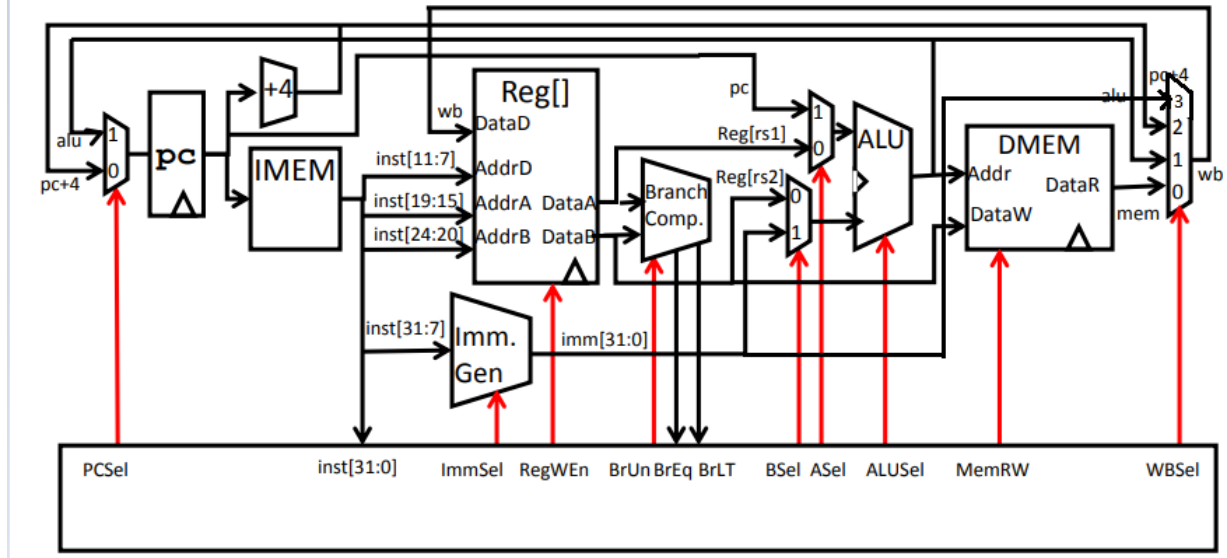 pc+4
+4
Reg[]
wb
DataD
pc
alu
1
0
pc+4
pc
IMEM
inst[11:7]
AddrD
inst[19:15]
AddrA
DataA
inst[24:20]
AddrB
DataB
Branch
Comp.
Reg[rs1]
1
0
Reg[rs2]
0
1
ALU
DMEM
Addr
DataR
DataW
mem
alu
3
2
1
0
wb
inst[31:7]
Imm.
Gen
imm[31:0]
PCSel
inst[31:0]
ImmSel
RegWEn
BrUn
BrEq
BrLT
BSel
ASel
ALUSel
MemRW
WBSel